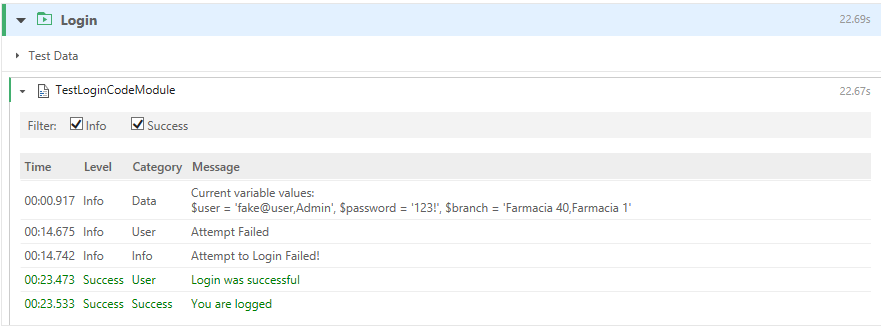 Login 22.69s
Test Data
TestLoginCodeModule 22.67s
Filter: Info Success
Time Level Category Message
00:00.917 Info Data Current variable values:
$user = 'fake@user,Admin', $password = '123!', $branch = 'Farmacia 40,Farmacia 1'
00:14.675 Info User Attempt Failed
00:14.742 Info Info Attempt to Login Failed!
00:23.473 Success User Login was successful
00:23.533 Success Success You are logged